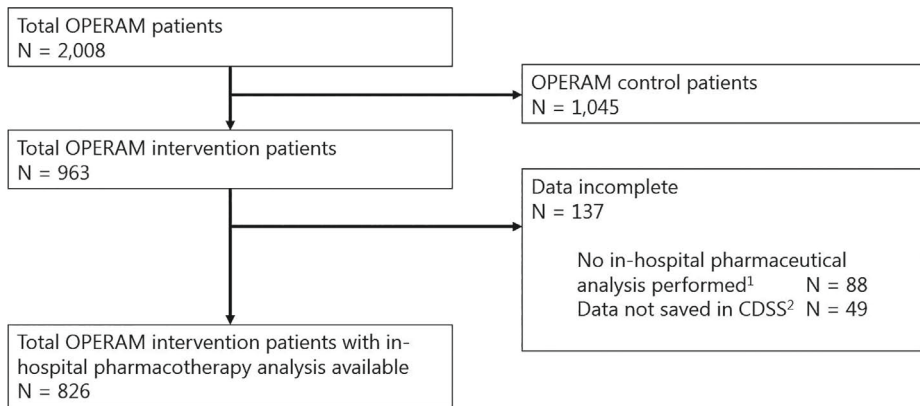 Total OPERAM patients
N = 2,008
OPERAM control patients
N = 1,045
Total OPERAM intervention patients
N = 963
Data incomplete
N = 137
No in-hospital pharmaceutical
analysis performed¹ N = 88
Data not saved in CDSS² N = 49
Total OPERAM intervention patients with in-
hospital pharmacotherapy analysis available
N = 826